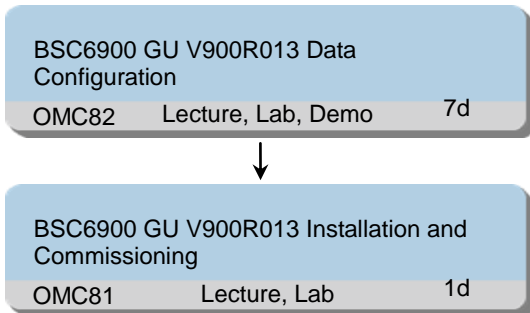 BSC6900 GU V900R013 Data
Configuration
OMC82 Lecture, Lab, Demo 7d
BSC6900 GU V900R013 Installation and
Commissioning
OMC81 Lecture, Lab 1d